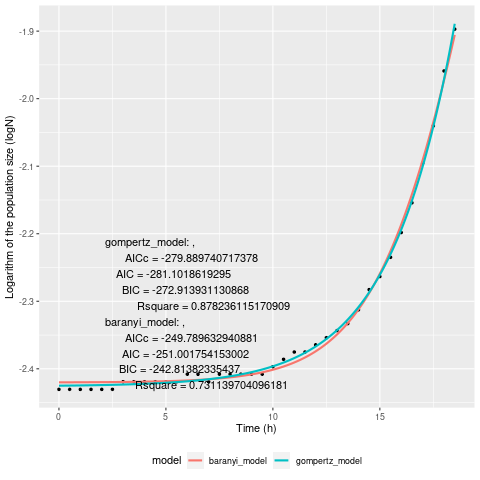 -1.9
-2.0
-2.1
-2.2
-2.3
-2.4
Logarithm of the population size (logN)
gompertz_model: ,
AICc = -279.889740717378
AIC = -281.1018619295
BIC = -272.913931130868
Rsquare = 0.878236115170909
baranyi_model: ,
AICc = -249.789632940881
AIC = -251.001754153002
BIC = -242.81382335437
Rsquare = 0.731139704096181
0 5 10 15
Time (h)
model baranyi_model gompertz_model